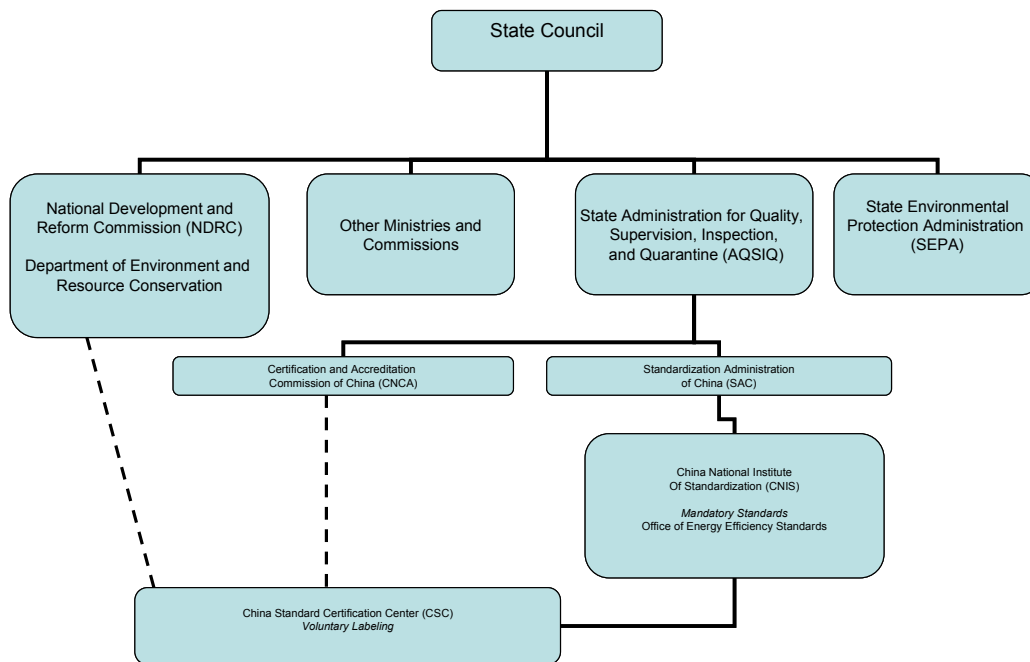 State Council
National Development and
Reform Commission (NDRC)
Department of Environment and
Resource Conservation
Other Ministries and
Commissions
State Administration for Quality,
Supervision, Inspection,
and Quarantine (AQSIQ)
State Environmental
Protection Administration
(SEPA)
Certification and Accreditation
Commission of China (CNCA)
Standardization Administration
of China (SAC)
China National Institute
Of Standardization (CNIS)
Mandatory Standards
Office of Energy Efficiency Standards
China Standard Certification Center (CSC)
Voluntary Labeling